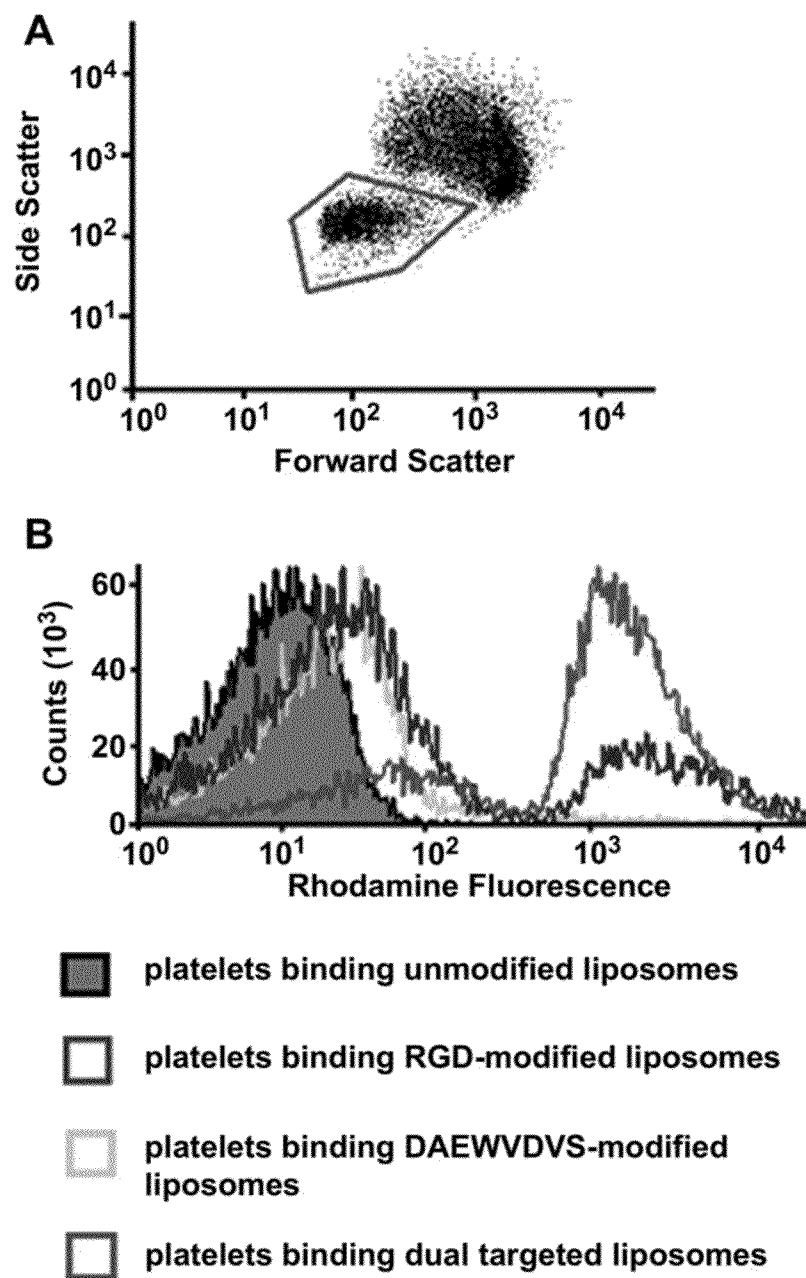 A
Side Scatter
10⁴
10³
10²
10¹
10⁰
10⁰ 10¹ 10² 10³ 10⁴
Forward Scatter
B
Counts (10³)
60
40
20
0
10⁰ 10¹ 10² 10³ 10⁴
Rhodamine Fluorescence
platelets binding unmodified liposomes
platelets binding RGD-modified liposomes
platelets binding DAEWVDVS-modified
liposomes
platelets binding dual targeted liposomes